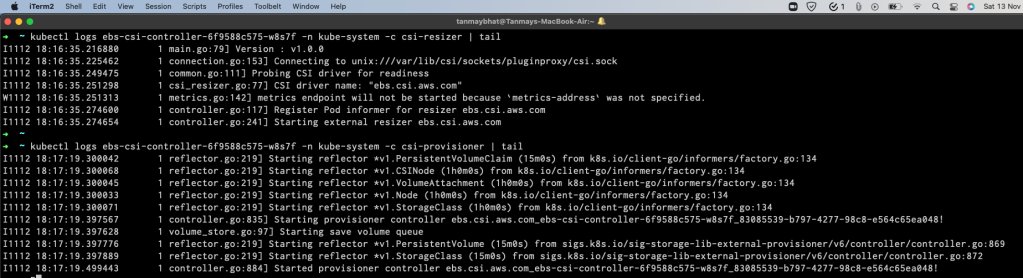 iTerm2 Shell Edit View Session Scripts Profiles Toolbelt Window Help 1 Sat 13 Nov
tanmaybhat@Tanmays-MacBook-Air:~
➜ ~ kubectl logs ebs-csi-controller-6f9588c575-w8s7f -n kube-system -c csi-resizer | tail
I1112 18:16:35.216880 1 main.go:79] Version : v1.0.0
I1112 18:16:35.225462 1 connection.go:153] Connecting to unix:///var/lib/csi/sockets/pluginproxy/csi.sock
I1112 18:16:35.249475 1 common.go:111] Probing CSI driver for readiness
I1112 18:16:35.251298 1 csi_resizer.go:77] CSI driver name: "ebs.csi.aws.com"
W1112 18:16:35.251313 1 metrics.go:142] metrics endpoint will not be started because `metrics-address` was not specified.
I1112 18:16:35.274600 1 controller.go:117] Register Pod informer for resizer ebs.csi.aws.com
I1112 18:16:35.274654 1 controller.go:241] Starting external resizer ebs.csi.aws.com
➜ ~
➜ ~ kubectl logs ebs-csi-controller-6f9588c575-w8s7f -n kube-system -c csi-provisioner | tail
I1112 18:17:19.300042 1 reflector.go:219] Starting reflector *v1.PersistentVolumeClaim (15m0s) from k8s.io/client-go/informers/factory.go:134
I1112 18:17:19.300068 1 reflector.go:219] Starting reflector *v1.CSINode (1h0m0s) from k8s.io/client-go/informers/factory.go:134
I1112 18:17:19.300045 1 reflector.go:219] Starting reflector *v1.VolumeAttachment (1h0m0s) from k8s.io/client-go/informers/factory.go:134
I1112 18:17:19.300033 1 reflector.go:219] Starting reflector *v1.Node (1h0m0s) from k8s.io/client-go/informers/factory.go:134
I1112 18:17:19.300071 1 reflector.go:219] Starting reflector *v1.StorageClass (1h0m0s) from k8s.io/client-go/informers/factory.go:134
I1112 18:17:19.397567 1 controller.go:835] Starting provisioner controller ebs.csi.aws.com_ebs-csi-controller-6f9588c575-w8s7f_83085539-b797-4277-98c8-e564c65ea048!
I1112 18:17:19.397628 1 volume_store.go:97] Starting save volume queue
I1112 18:17:19.397776 1 reflector.go:219] Starting reflector *v1.PersistentVolume (15m0s) from sigs.k8s.io/sig-storage-lib-external-provisioner/v6/controller/controller.go:869
I1112 18:17:19.397889 1 reflector.go:219] Starting reflector *v1.StorageClass (15m0s) from sigs.k8s.io/sig-storage-lib-external-provisioner/v6/controller/controller.go:872
I1112 18:17:19.499443 1 controller.go:884] Started provisioner controller ebs.csi.aws.com_ebs-csi-controller-6f9588c575-w8s7f_83085539-b797-4277-98c8-e564c65ea048!